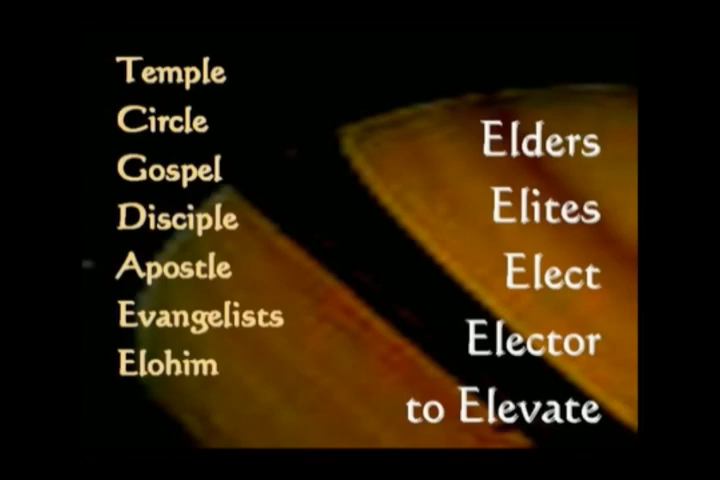 Temple
Circle
Gospel
Disciple
Apostle
Evangelists
Elohim
Elders
Elites
Elect
Elector
to Elevate